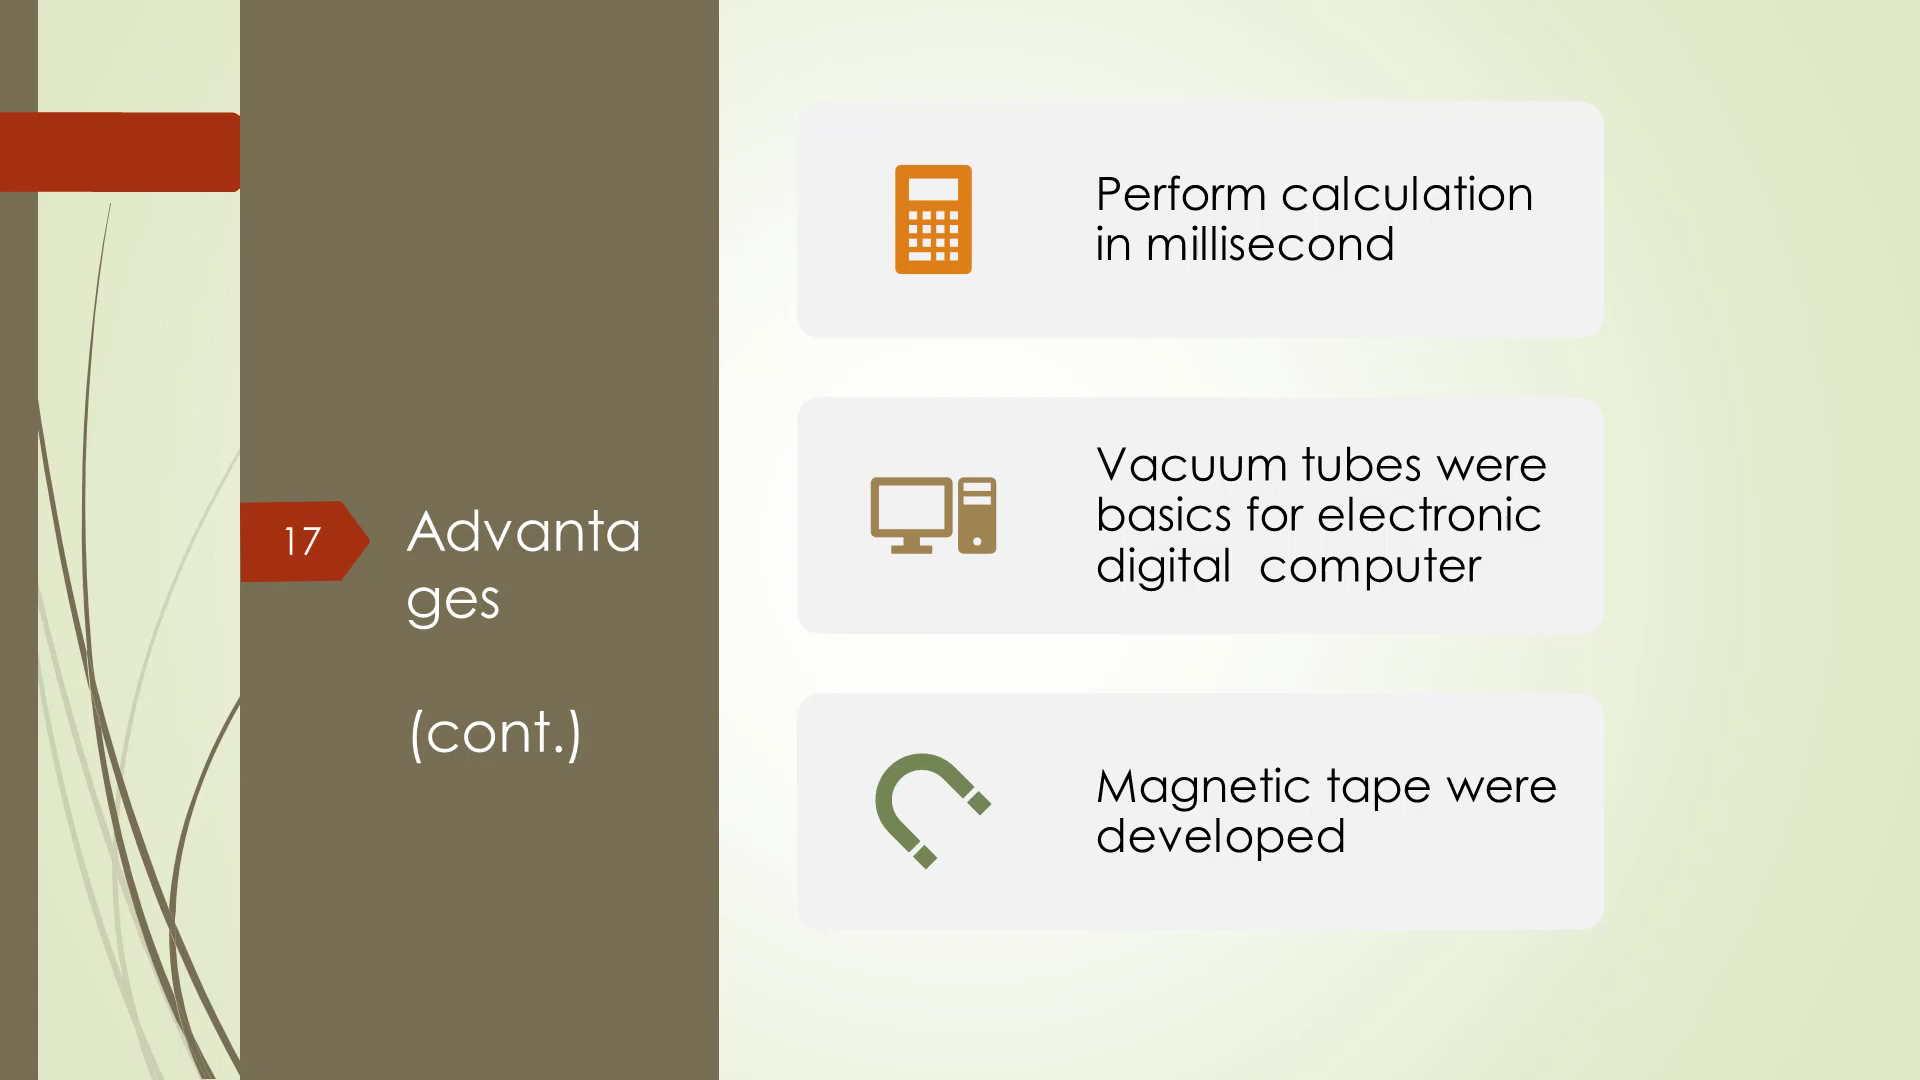 17
Advanta
ges
(cont.)
Perform calculation
in millisecond
Vacuum tubes were
basics for electronic
digital  computer
Magnetic tape were
developed